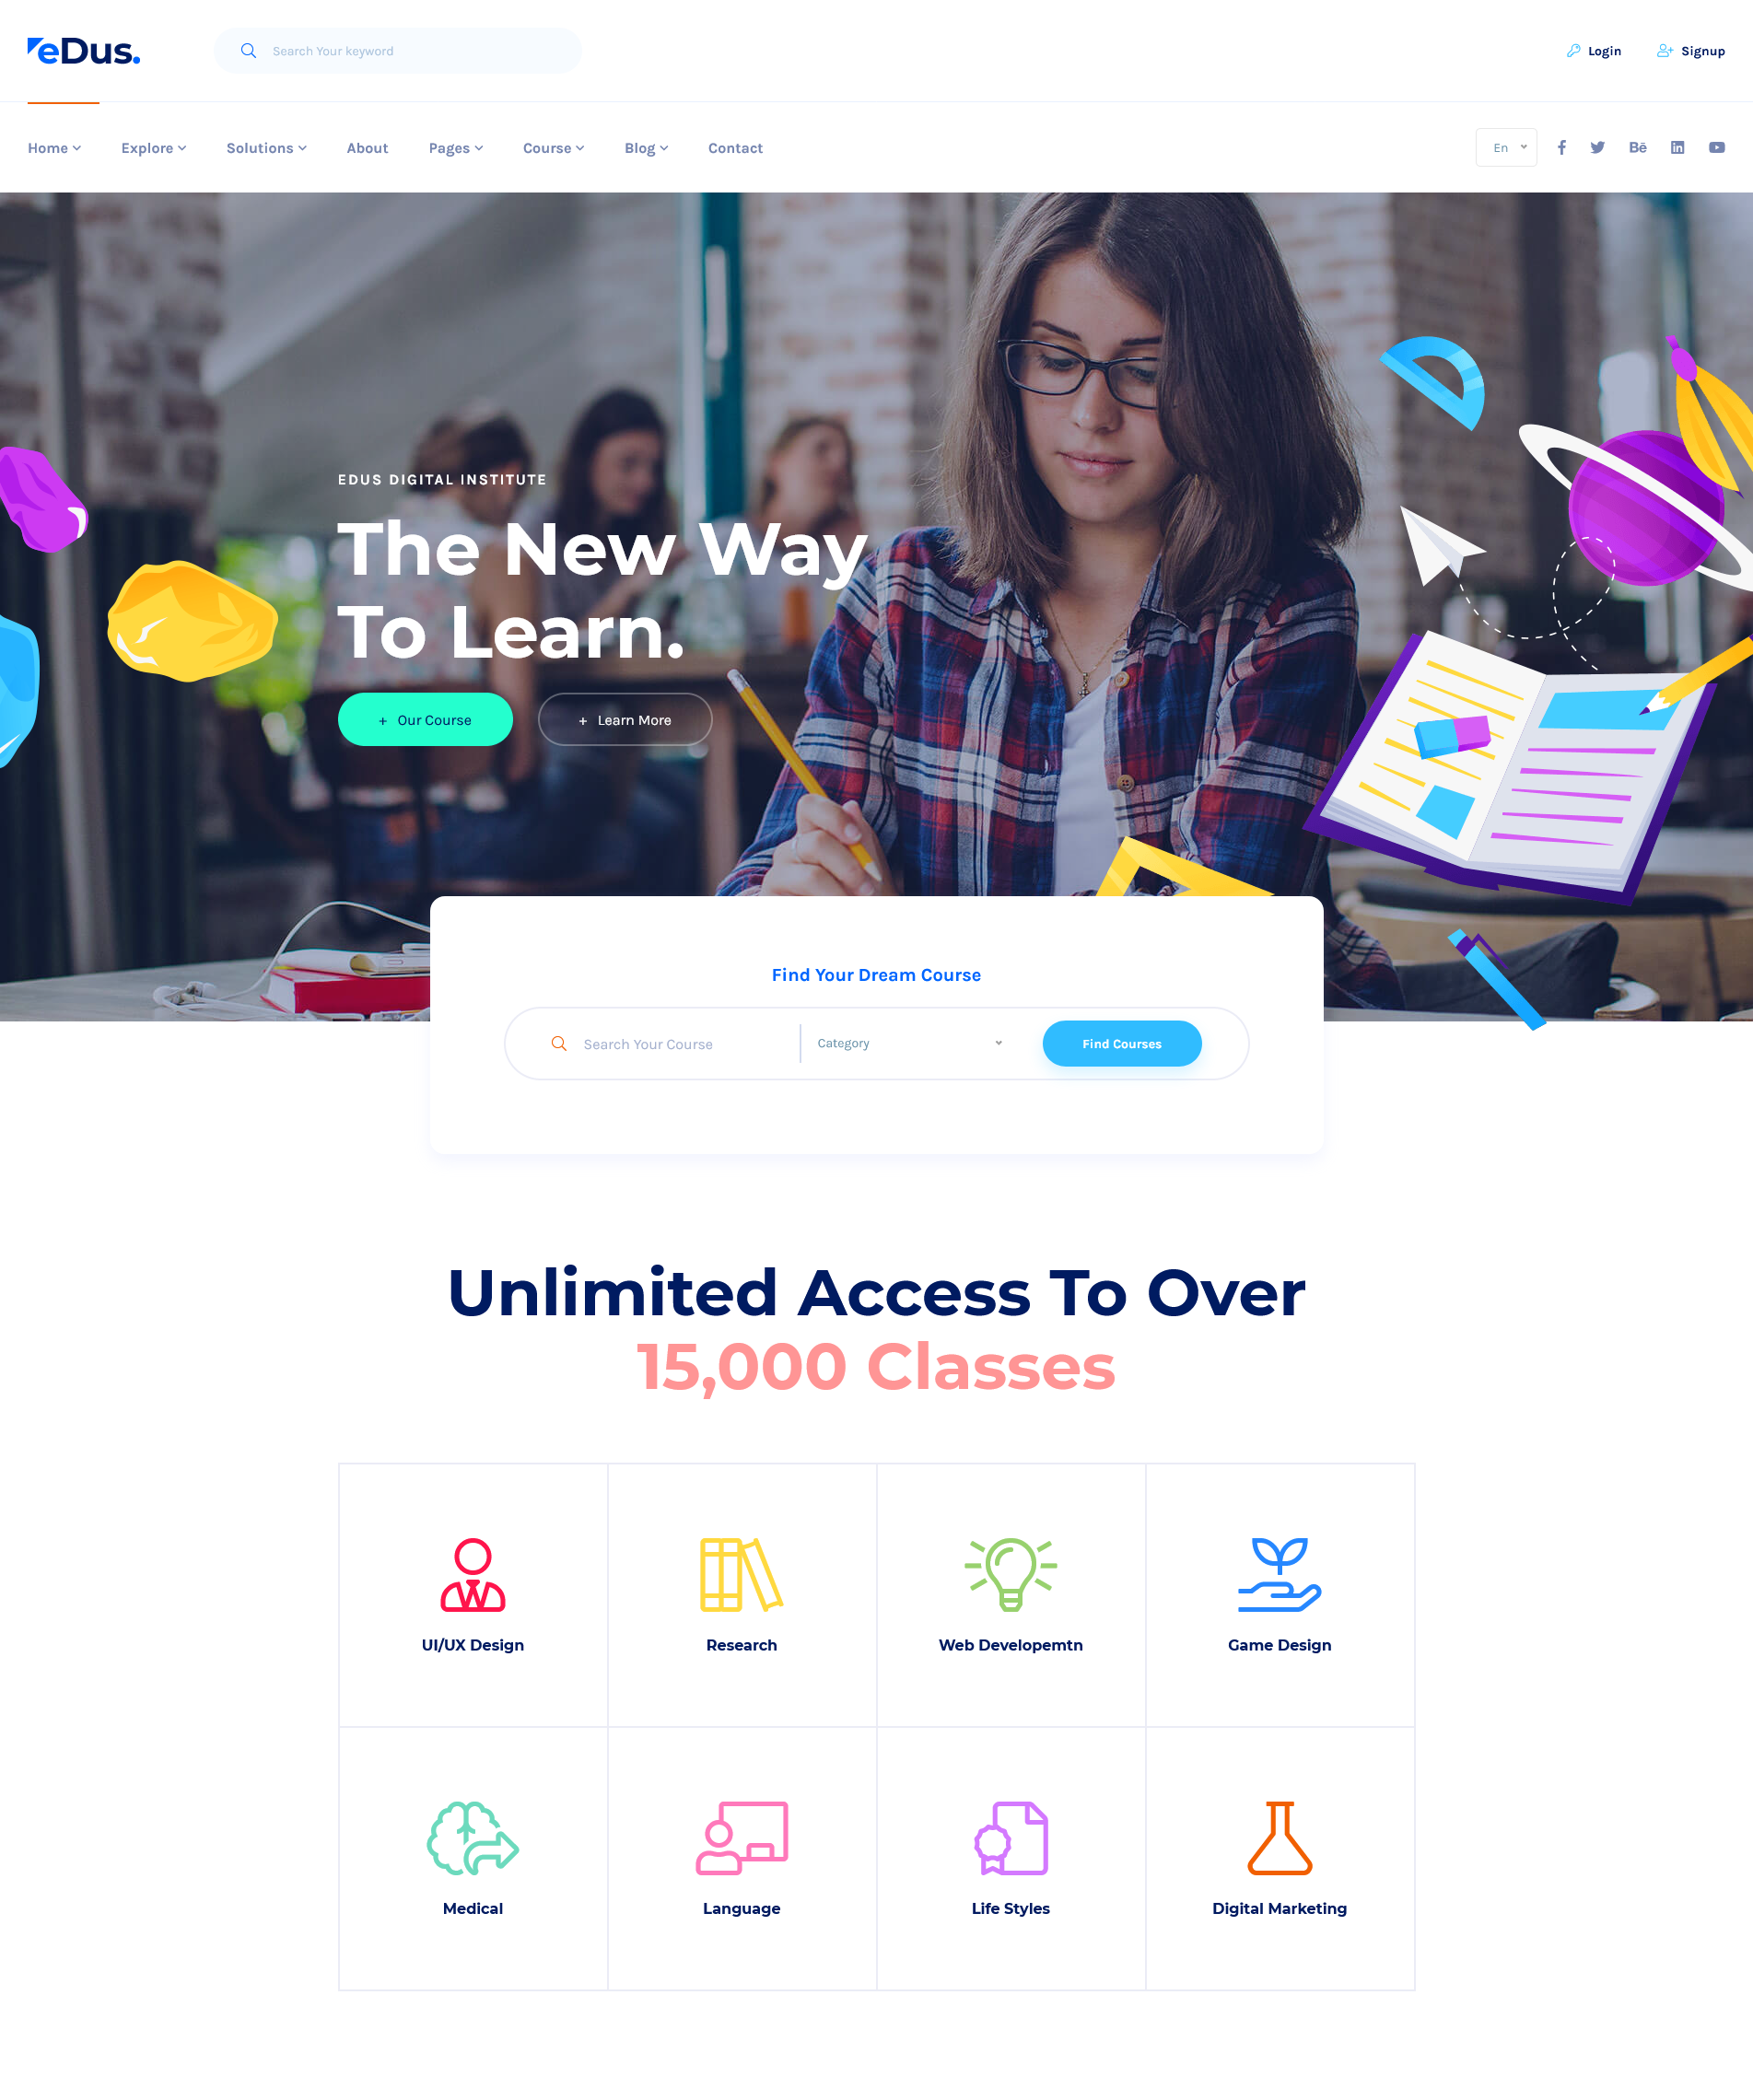 eDus.
Search Your keyword
Login
Signup
Home
Explore
Solutions
About
Pages
Course
Blog
Contact
En
Bē
EDUS DIGITAL INSTITUTE
The New Way
To Learn.
+ Our Course
+ Learn More
Find Your Dream Course
Search Your Course
Category
Find Courses
Unlimited Access To Over
15,000 Classes
UI/UX Design
Research
Web Developemtn
Game Design
Medical
Language
Life Styles
Digital Marketing